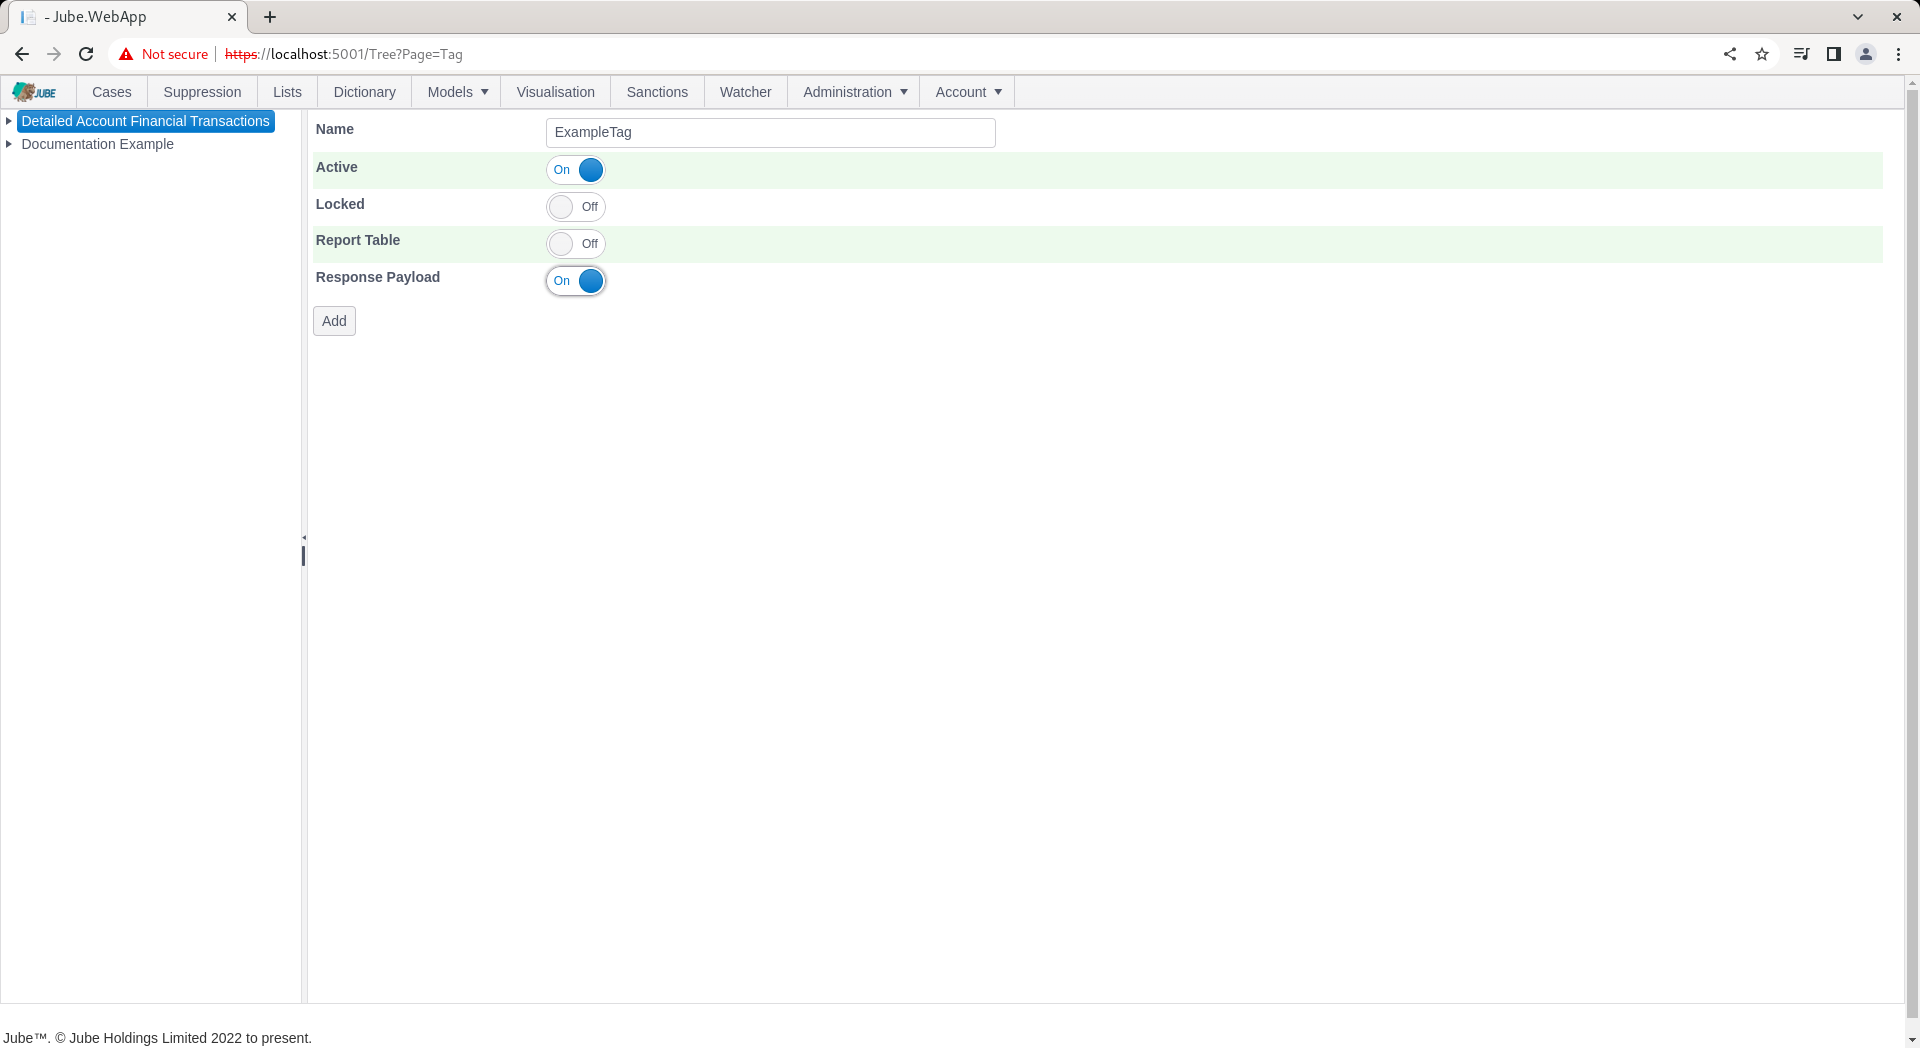 - Jube.WebApp
Not secure https://localhost:5001/Tree?Page=Tag
JUBE Cases Suppression Lists Dictionary Models Visualisation Sanctions Watcher Administration Account
Detailed Account Financial Transactions
Documentation Example
Name ExampleTag
Active On
Locked Off
Report Table Off
Response Payload On
Add
Jube™. © Jube Holdings Limited 2022 to present.